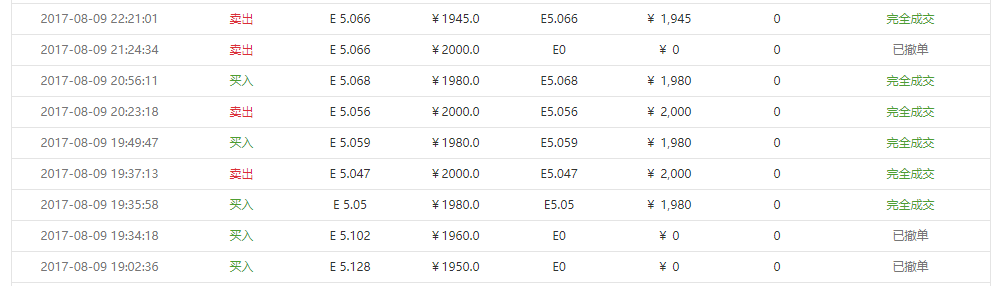 2017-08-09 22:21:01 卖出 E 5.066 ￥1945.0 E5.066 ￥ 1,945 0 完全成交
2017-08-09 21:24:34 卖出 E 5.066 ￥2000.0 E0 ￥ 0 0 已撤单
2017-08-09 20:56:11 买入 E 5.068 ￥1980.0 E5.068 ￥ 1,980 0 完全成交
2017-08-09 20:23:18 卖出 E 5.056 ￥2000.0 E5.056 ￥ 2,000 0 完全成交
2017-08-09 19:49:47 买入 E 5.059 ￥1980.0 E5.059 ￥ 1,980 0 完全成交
2017-08-09 19:37:13 卖出 E 5.047 ￥2000.0 E5.047 ￥ 2,000 0 完全成交
2017-08-09 19:35:58 买入 E 5.05 ￥1980.0 E5.05 ￥ 1,980 0 完全成交
2017-08-09 19:34:18 买入 E 5.102 ￥1960.0 E0 ￥ 0 0 已撤单
2017-08-09 19:02:36 买入 E 5.128 ￥1950.0 E0 ￥ 0 0 已撤单